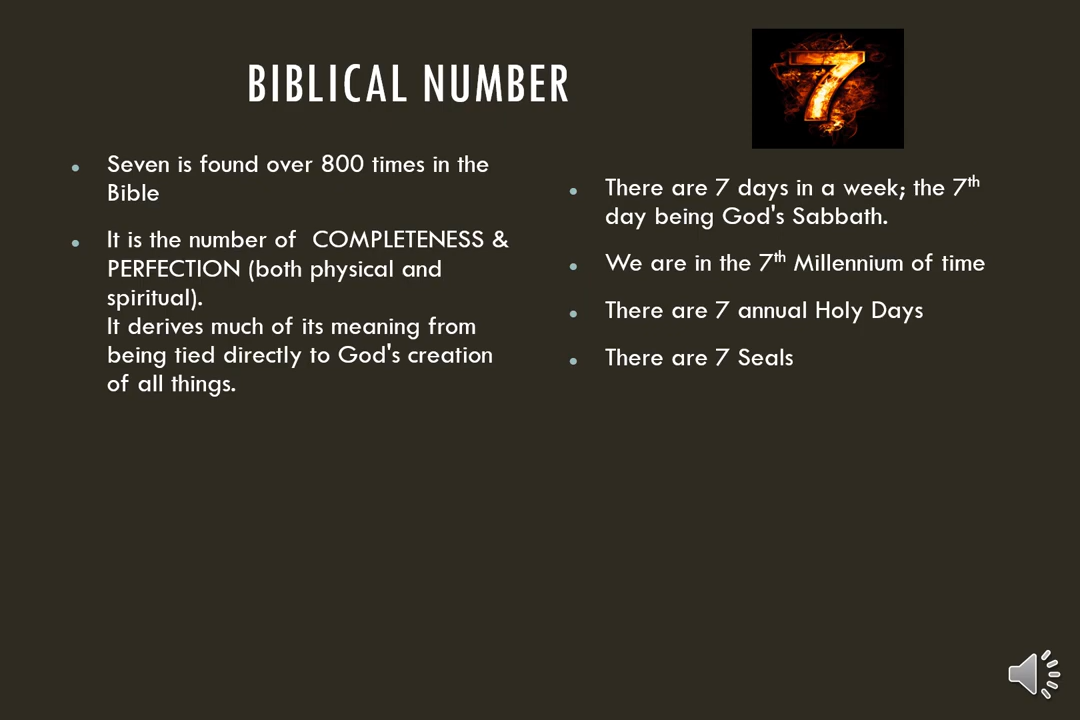 BIBLICAL NUMBER
7
Seven is found over 800 times in the
Bible
It is the number of  COMPLETENESS &
PERFECTION (both physical and
spiritual).
It derives much of its meaning from
being tied directly to God's creation
of all things.
There are 7 days in a week; the 7th
day being God's Sabbath.
We are in the 7th Millennium of time
There are 7 annual Holy Days
There are 7 Seals